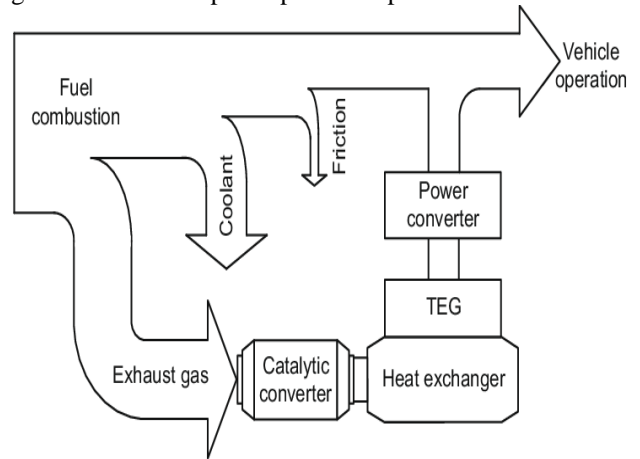 Vehicle
operation
Fuel
combustion
Friction
Coolant
Power
converter
TEG
Exhaust gas
Catalytic
converter
Heat exchanger